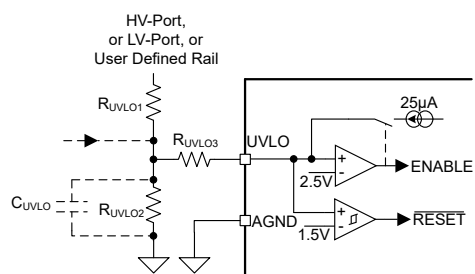 HV-Port,
or LV-Port, or
User Defined Rail
RUVLO1
25μA
RUVLO3
UVLO
ENABLE
2.5V
CUVLO
RUVLO2
AGND
RESET
1.5V
+
-
+
-